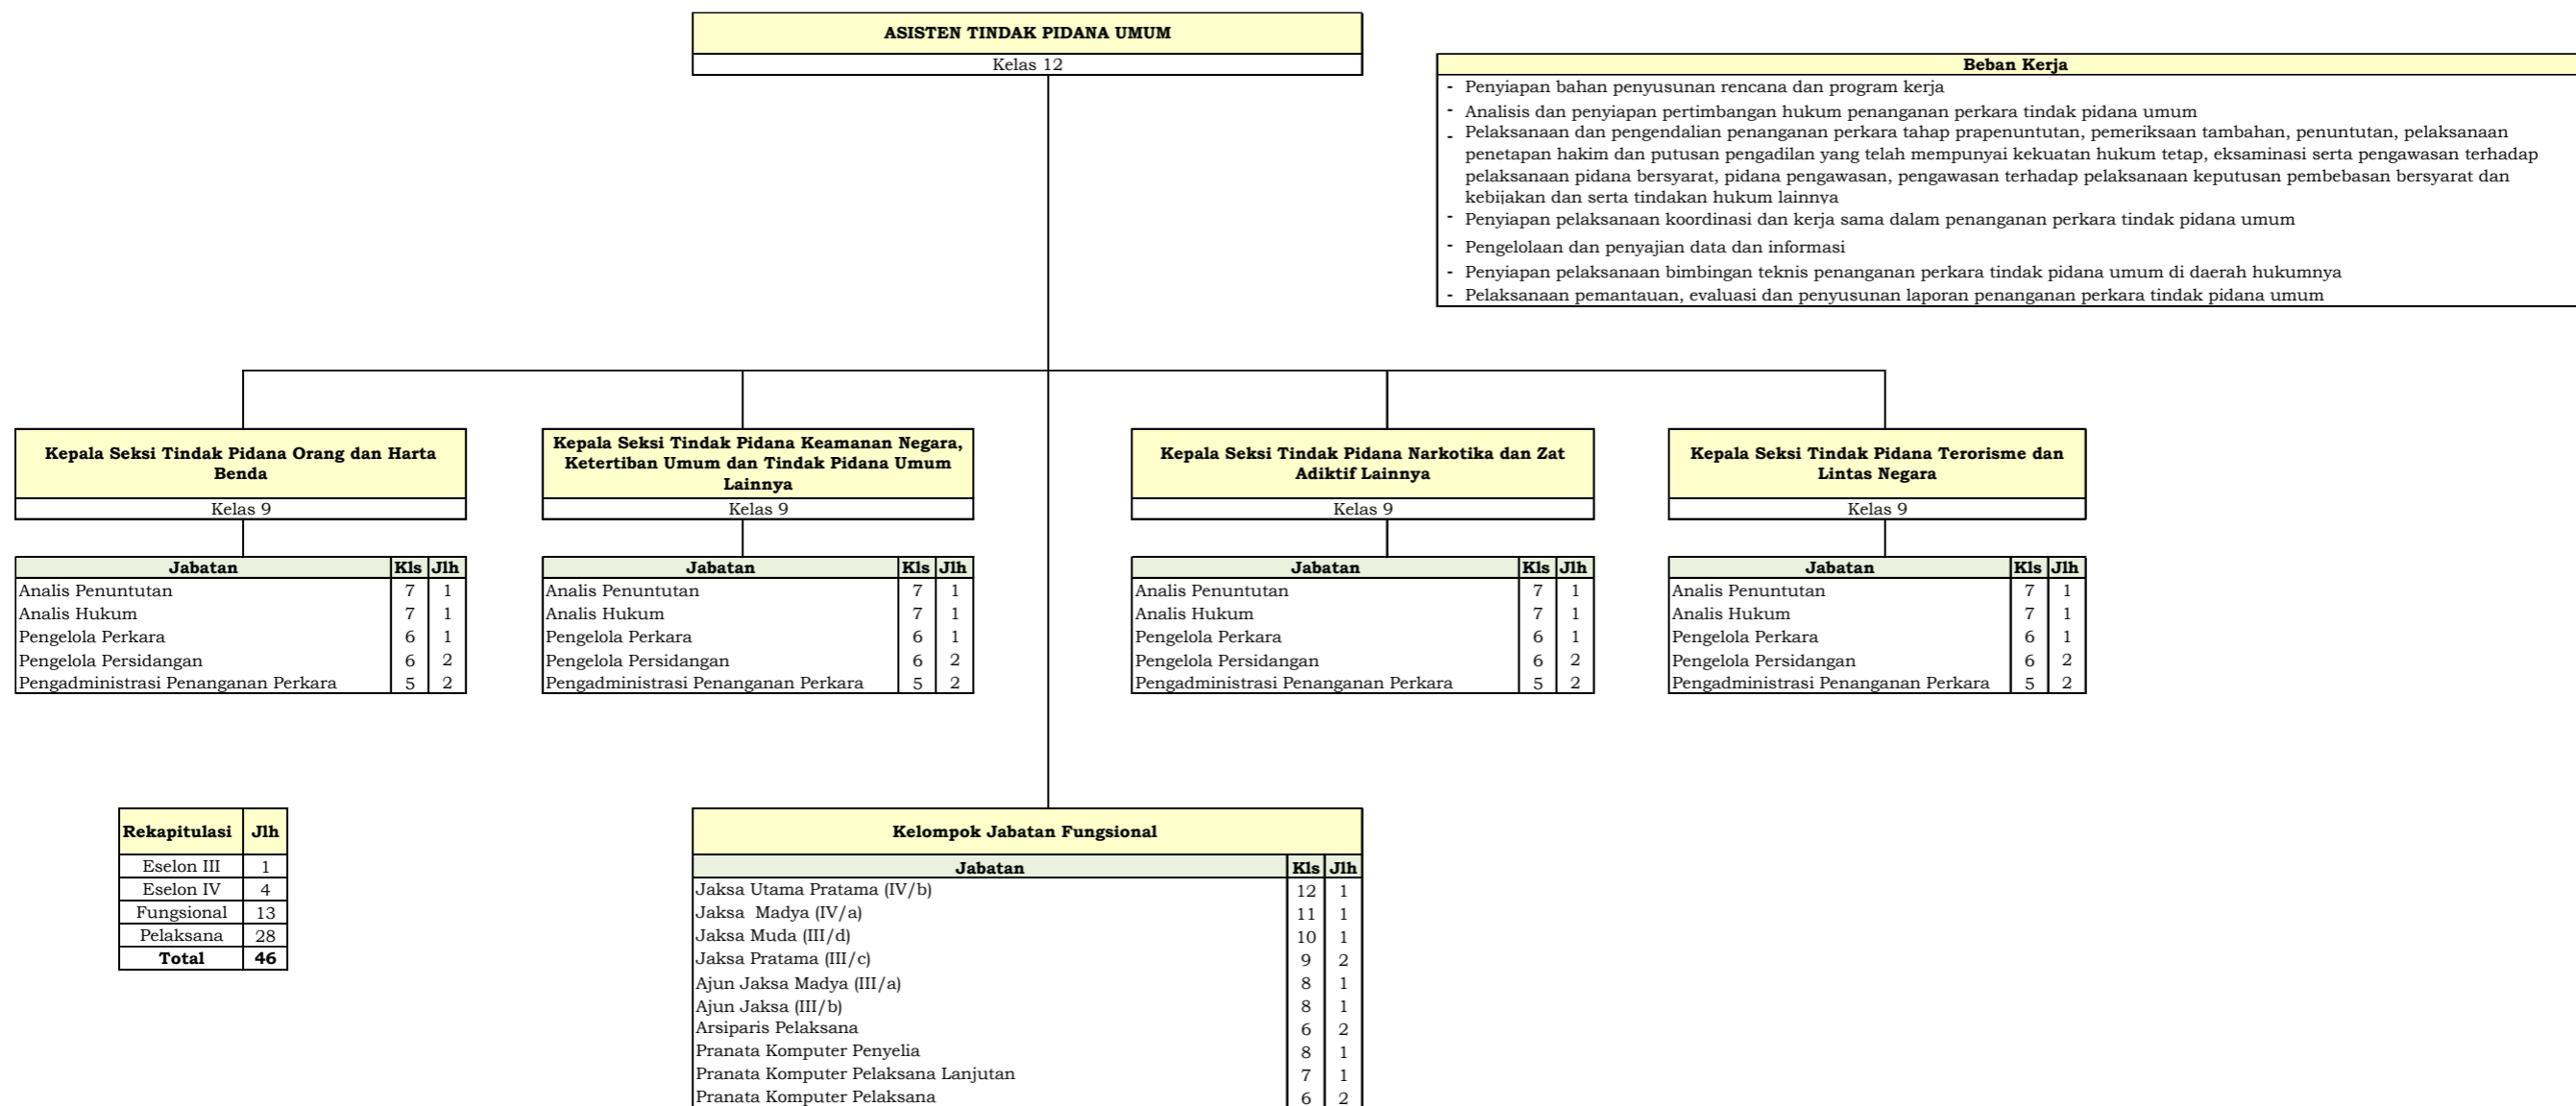 ASISTEN TINDAK PIDANA UMUM
Kelas 12
Beban Kerja
- Penyiapan bahan penyusunan rencana dan program kerja
- Analisis dan penyiapan pertimbangan hukum penanganan perkara tindak pidana umum
- Pelaksanaan dan pengendalian penanganan perkara tahap prapenuntutan, pemeriksaan tambahan, penuntutan, pelaksanaan
penetapan hakim dan putusan pengadilan yang telah mempunyai kekuatan hukum tetap, eksaminasi serta pengawasan terhadap
pelaksanaan pidana bersyarat, pidana pengawasan, pengawasan terhadap pelaksanaan keputusan pembebasan bersyarat dan
kebijakan dan serta tindakan hukum lainnya
- Penyiapan pelaksanaan koordinasi dan kerja sama dalam penanganan perkara tindak pidana umum
- Pengelolaan dan penyajian data dan informasi
- Penyiapan pelaksanaan bimbingan teknis penanganan perkara tindak pidana umum di daerah hukumnya
- Pelaksanaan pemantauan, evaluasi dan penyusunan laporan penanganan perkara tindak pidana umum
Kepala Seksi Tindak Pidana Orang dan Harta
Benda
Kelas 9
Jabatan Kls Jlh
Analis Penuntutan 7 1
Analis Hukum 7 1
Pengelola Perkara 6 1
Pengelola Persidangan 6 2
Pengadministrasi Penanganan Perkara 5 2
Kepala Seksi Tindak Pidana Keamanan Negara,
Ketertiban Umum dan Tindak Pidana Umum
Lainnya
Kelas 9
Jabatan Kls Jlh
Analis Penuntutan 7 1
Analis Hukum 7 1
Pengelola Perkara 6 1
Pengelola Persidangan 6 2
Pengadministrasi Penanganan Perkara 5 2
Kepala Seksi Tindak Pidana Narkotika dan Zat
Adiktif Lainnya
Kelas 9
Jabatan Kls Jlh
Analis Penuntutan 7 1
Analis Hukum 7 1
Pengelola Perkara 6 1
Pengelola Persidangan 6 2
Pengadministrasi Penanganan Perkara 5 2
Kepala Seksi Tindak Pidana Terorisme dan
Lintas Negara
Kelas 9
Jabatan Kls Jlh
Analis Penuntutan 7 1
Analis Hukum 7 1
Pengelola Perkara 6 1
Pengelola Persidangan 6 2
Pengadministrasi Penanganan Perkara 5 2
Rekapitulasi Jlh
Eselon III 1
Eselon IV 4
Fungsional 13
Pelaksana 28
Total 46
Kelompok Jabatan Fungsional
Jabatan Kls Jlh
Jaksa Utama Pratama (IV/b) 12 1
Jaksa  Madya (IV/a) 11 1
Jaksa Muda (III/d) 10 1
Jaksa Pratama (III/c) 9 2
Ajun Jaksa Madya (III/a) 8 1
Ajun Jaksa (III/b) 8 1
Arsiparis Pelaksana 6 2
Pranata Komputer Penyelia 8 1
Pranata Komputer Pelaksana Lanjutan 7 1
Pranata Komputer Pelaksana 6 2